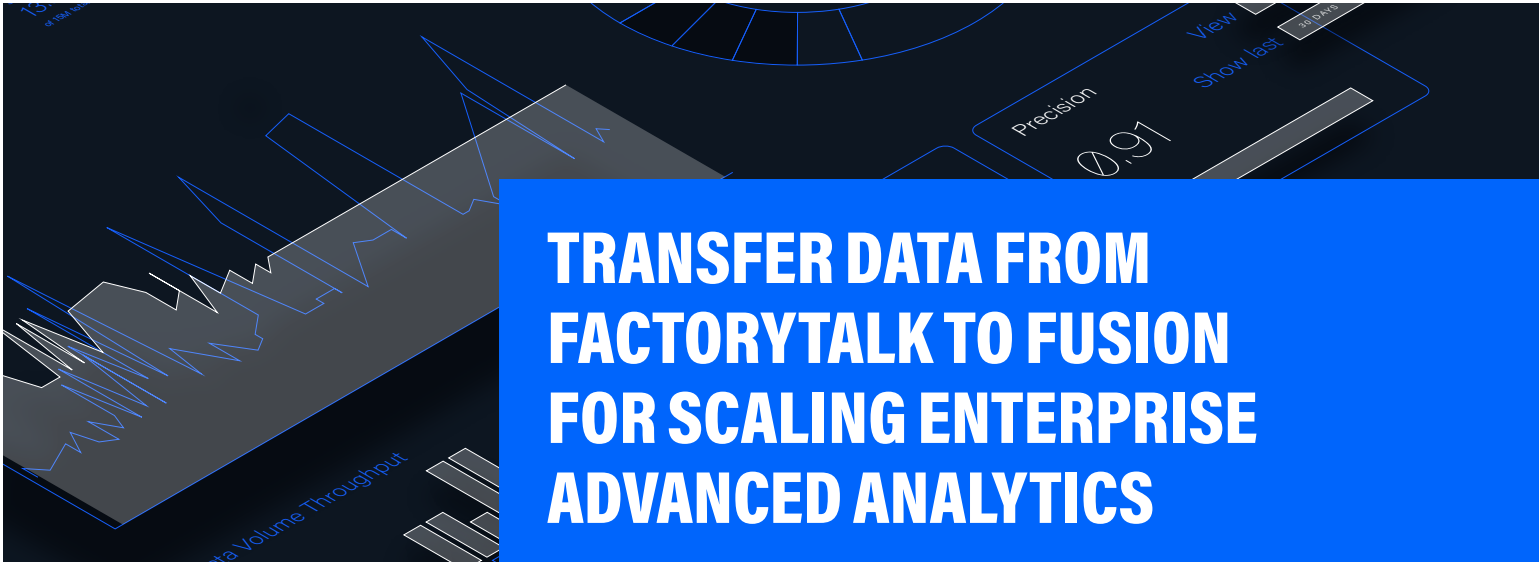 View
30 DAYS
Show last
Precision
0.91
TRANSFER DATA FROM
FACTORYTALK TO FUSION
FOR SCALING ENTERPRISE
ADVANCED ANALYTICS
Volume Throughput